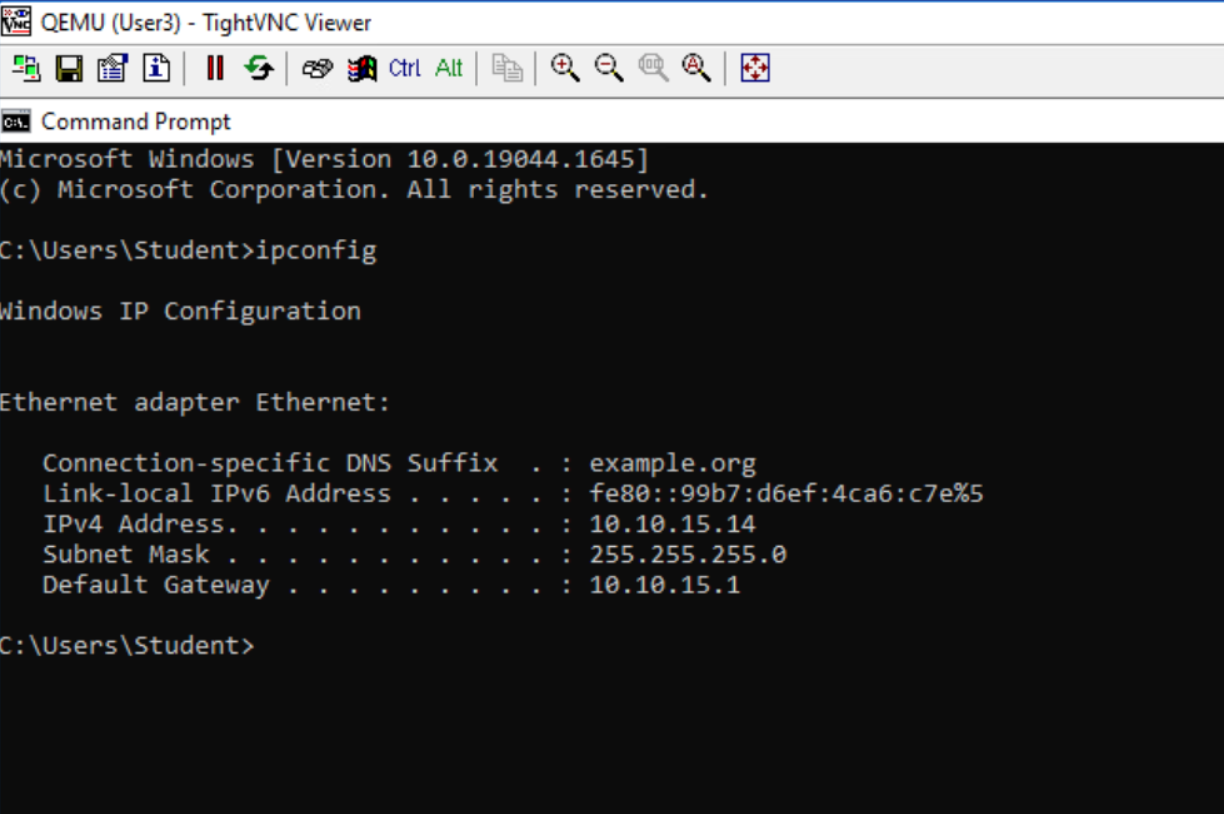 QEMU (User3) - TightVNC Viewer
Ctrl Alt
Command Prompt
Microsoft Windows [Version 10.0.19044.1645]
(c) Microsoft Corporation. All rights reserved.
C:\Users\Student>ipconfig
Windows IP Configuration
Ethernet adapter Ethernet:
Connection-specific DNS Suffix  . : example.org
Link-local IPv6 Address . . . . . : fe80::99b7:d6ef:4ca6:c7e%5
IPv4 Address. . . . . . . . . . . : 10.10.15.14
Subnet Mask . . . . . . . . . . . : 255.255.255.0
Default Gateway . . . . . . . . . : 10.10.15.1
C:\Users\Student>